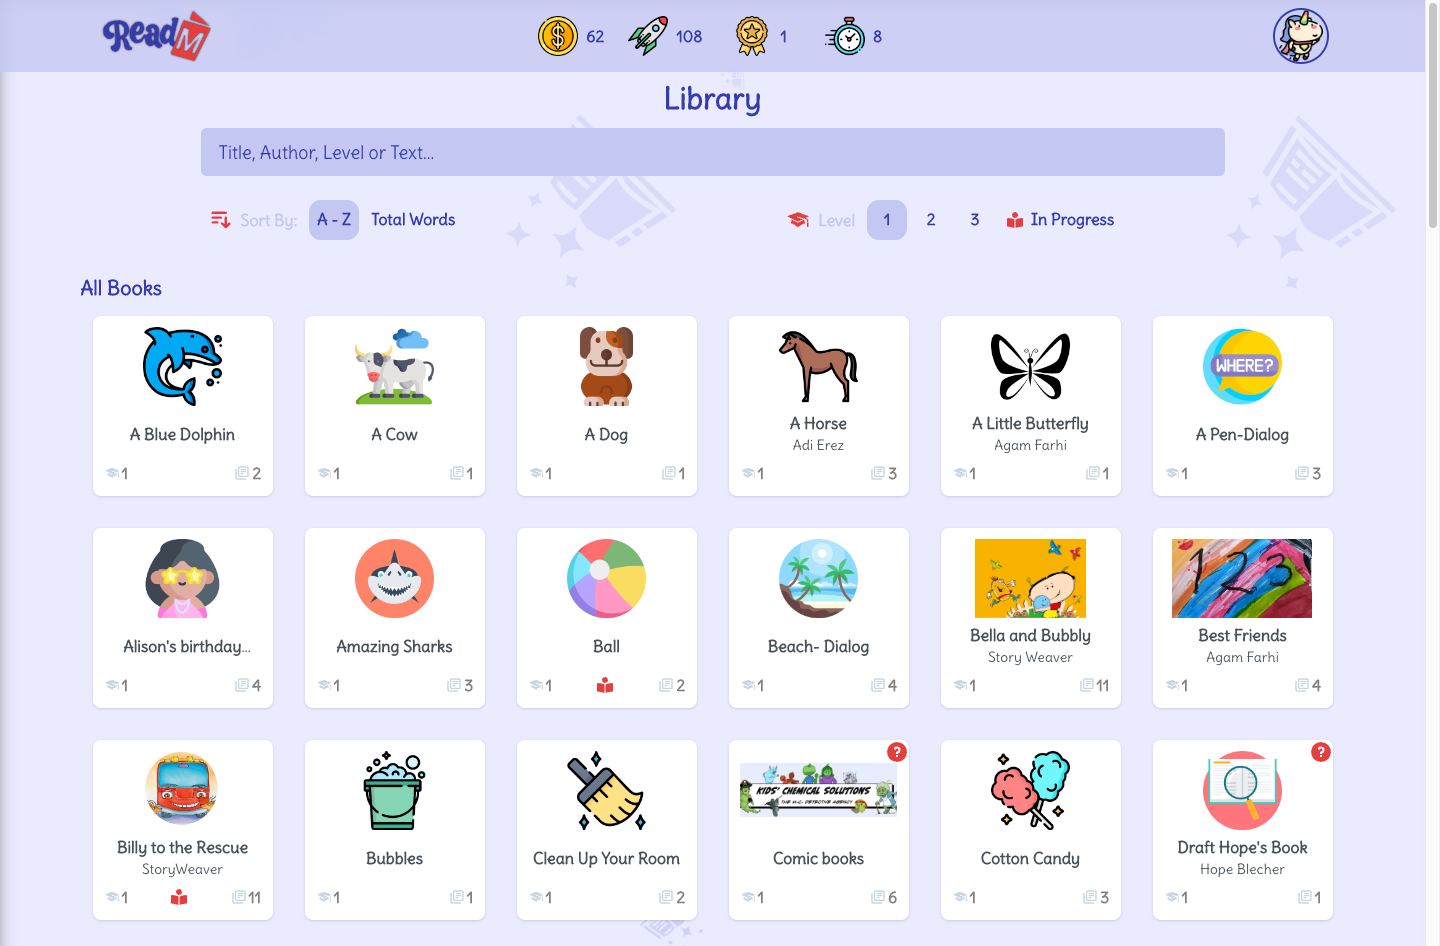 ReadM
62 108 1 8
Library
Title, Author, Level or Text...
Sort By: A - Z Total Words Level 1 2 3 In Progress
All Books
A Blue Dolphin
1 2
A Cow
1 1
A Dog
1 1
A Horse
Adi Erez
1 3
A Little Butterfly
Agam Farhi
1 1
WHERE?
A Pen-Dialog
1 3
Alison's birthday...
1 4
Amazing Sharks
1 3
Ball
1 2
Beach- Dialog
1 4
Bella and Bubbly
Story Weaver
1 11
123
Best Friends
Agam Farhi
1 4
Billy to the Rescue
StoryWeaver
1 11
Bubbles
1 1
Clean Up Your Room
1 2
?
KIDS' CHEMICAL SOLUTIONS
THE H.C. DETECTIVE AGENCY
Comic books
1 6
Cotton Candy
1 3
?
Draft Hope's Book
Hope Blecher
1 1